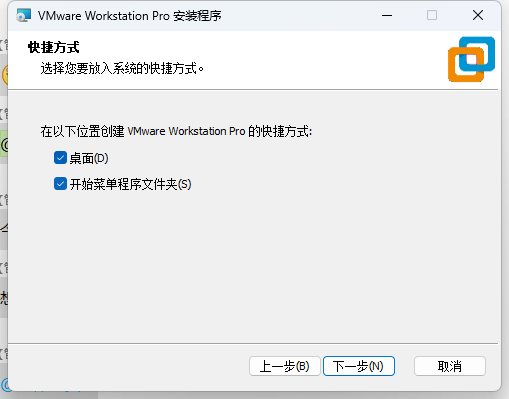 VMware Workstation Pro 安装程序
快捷方式
选择您要放入系统的快捷方式。
在以下位置创建 VMware Workstation Pro 的快捷方式:
桌面(D)
开始菜单程序文件夹(S)
上一步(B) 下一步(N) 取消